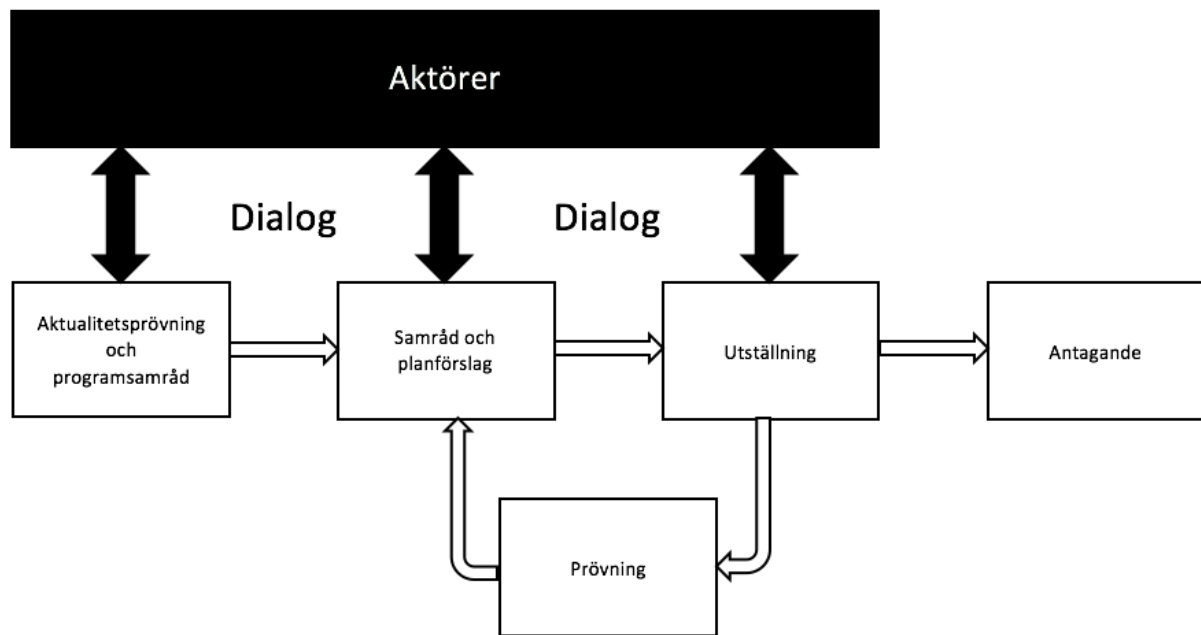 Aktörer
Dialog
Dialog
Aktualitetsprövning
och
programsamråd
Samråd och
planförslag
Utställning
Antagande
Prövning